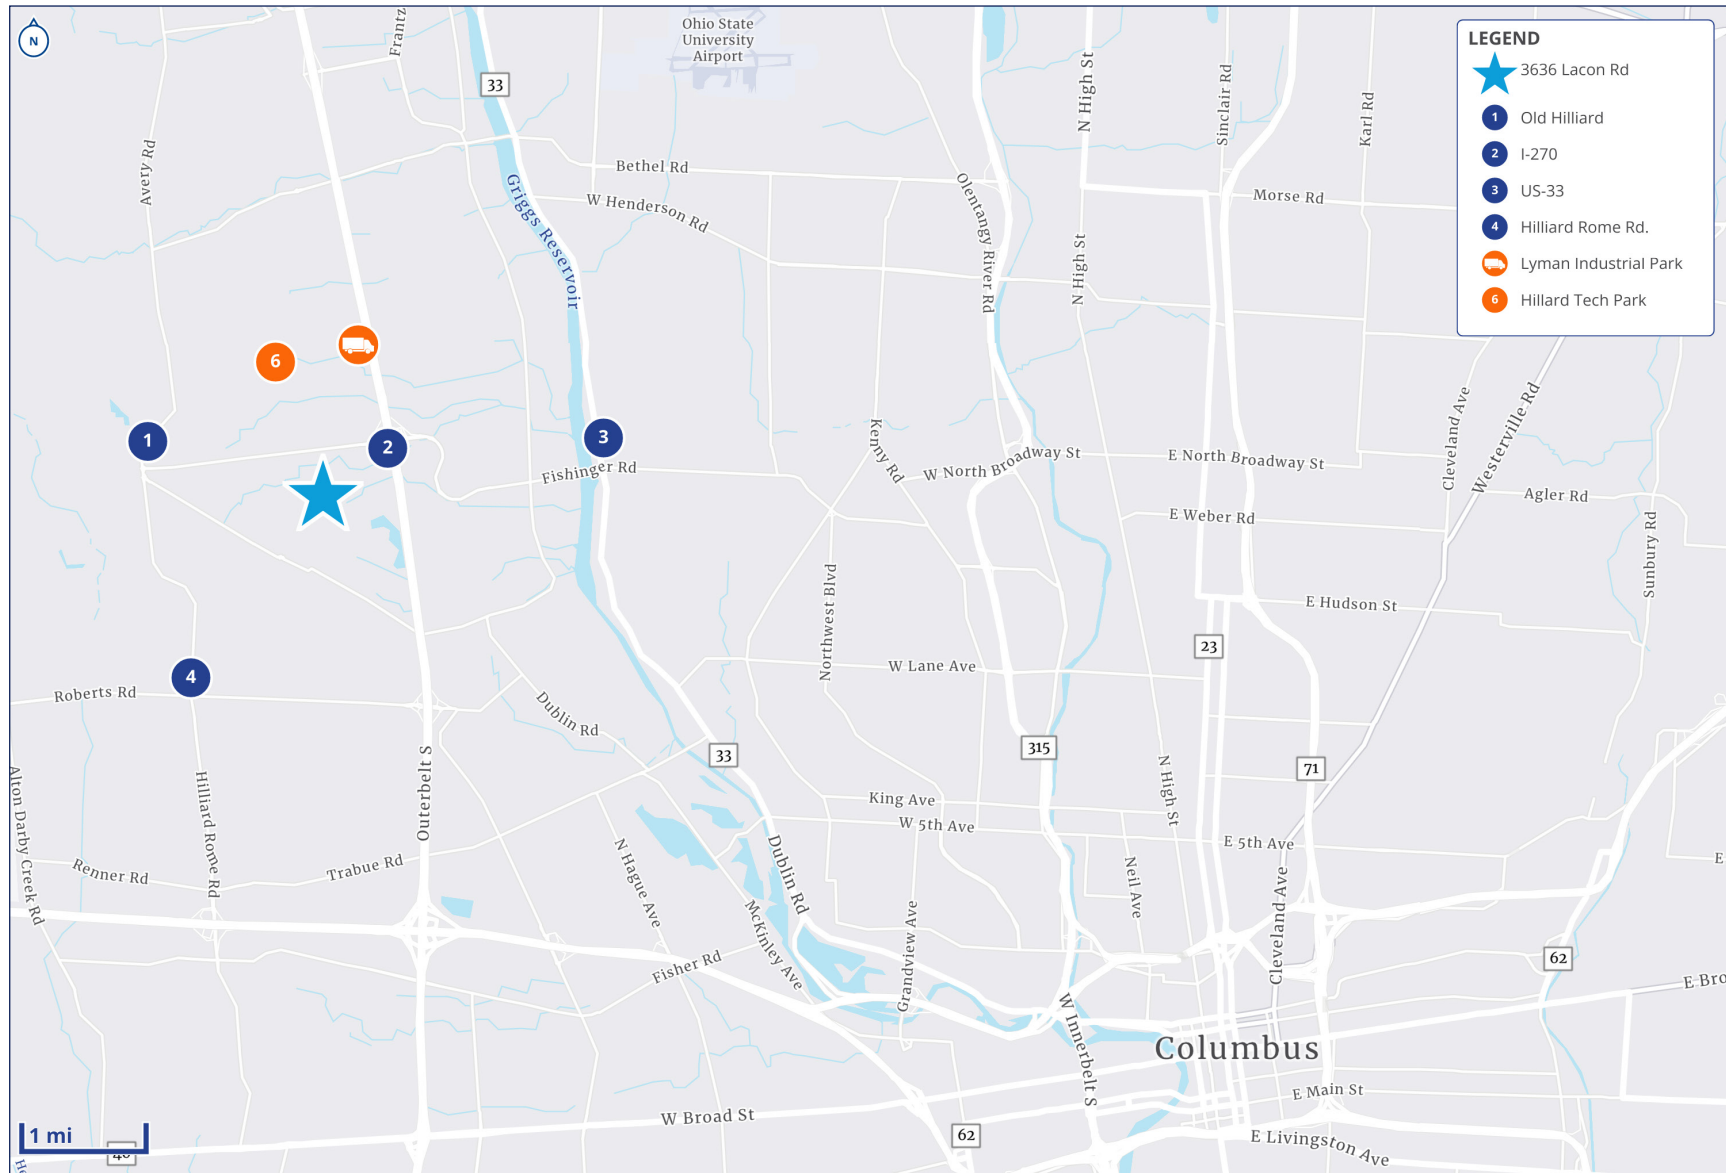 N
Ohio State
University
Airport
LEGEND
3636 Lacon Rd
1 Old Hilliard
2 I-270
3 US-33
4 Hilliard Rome Rd.
Lyman Industrial Park
6 Hillard Tech Park
Frantz
33
N High St
Sinclair Rd
Karl Rd
Avery Rd
Bethel Rd
W Henderson Rd
Morse Rd
Griggs Reservoir
Olentangy River Rd
N High St
6
1
2
3
Fishinger Rd
Kenny Rd
W North Broadway St
E North Broadway St
Cleveland Ave
Westerville Rd
Agler Rd
E Weber Rd
Sunbury Rd
Northwest Blvd
E Hudson St
23
W Lane Ave
4
Roberts Rd
Dublin Rd
33
315
71
Outerbelt S
Alton Darby Creek Rd
Hilliard Rome Rd
N High St
King Ave
W 5th Ave
E 5th Ave
E
Renner Rd
Trabue Rd
N Hague Ave
Dublin Rd
Neil Ave
Cleveland Ave
McKinley Ave
Grandview Ave
Fisher Rd
62
E Bro
W Innerbelt S
Columbus
E Main St
W Broad St
62
E Livingston Ave
1 mi